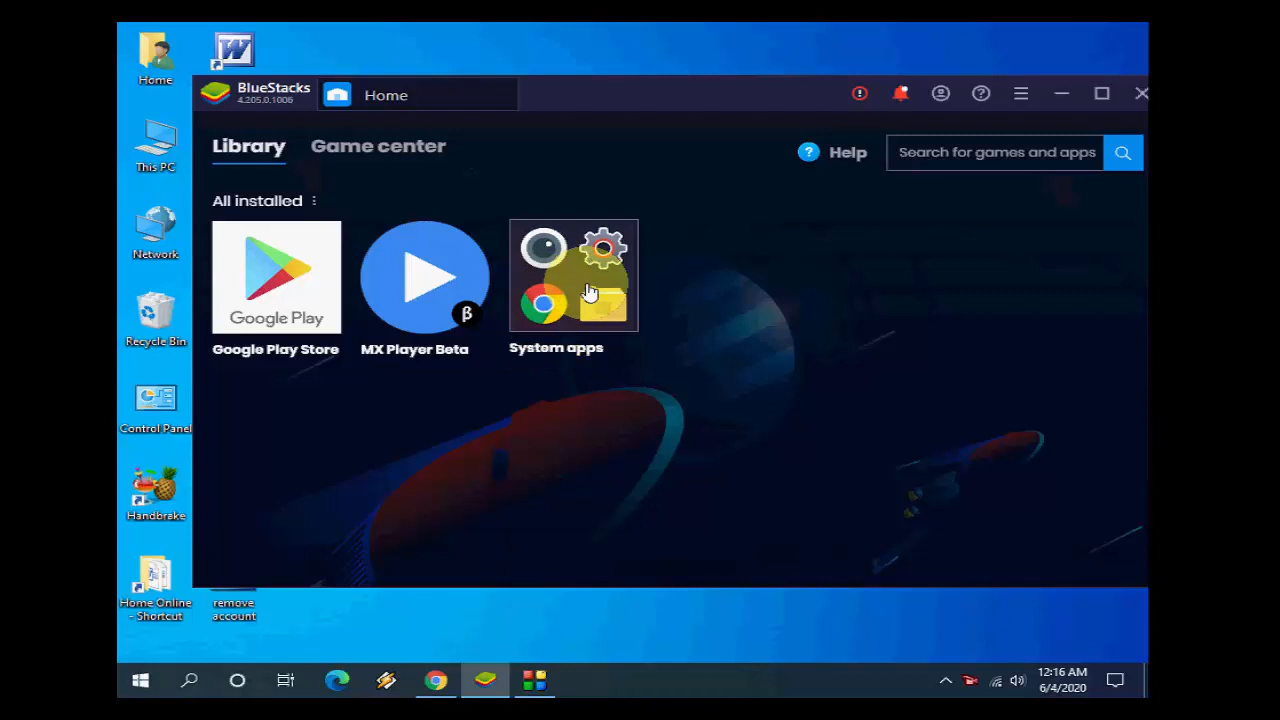 Home
This PC
Network
Recycle Bin
Control Panel
Handbrake
Home Online
- Shortcut
W
remove
account
BlueStacks
4.205.0.1006
Home
Library
Game center
? Help
Search for games and apps
All installed
Google Play
Google Play Store
β
MX Player Beta
System apps
12:16 AM
6/4/2020